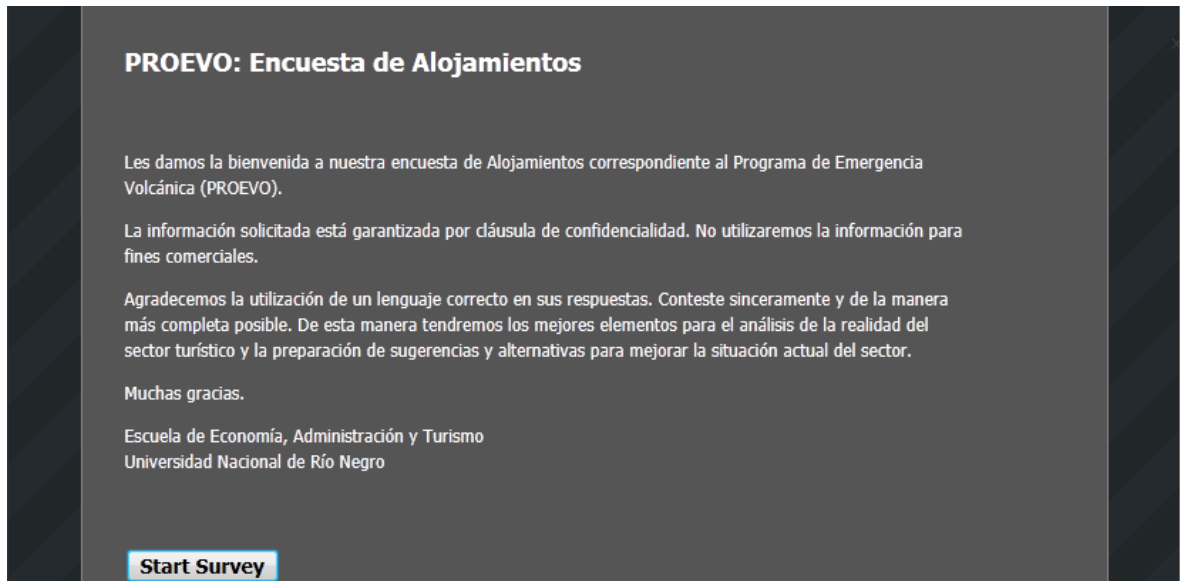 PROEVO: Encuesta de Alojamientos
Les damos la bienvenida a nuestra encuesta de Alojamientos correspondiente al Programa de Emergencia
Volcánica (PROEVO).
La información solicitada está garantizada por cláusula de confidencialidad. No utilizaremos la información para
fines comerciales.
Agradecemos la utilización de un lenguaje correcto en sus respuestas. Conteste sinceramente y de la manera
más completa posible. De esta manera tendremos los mejores elementos para el análisis de la realidad del
sector turístico y la preparación de sugerencias y alternativas para mejorar la situación actual del sector.
Muchas gracias.
Escuela de Economía, Administración y Turismo
Universidad Nacional de Río Negro
Start Survey